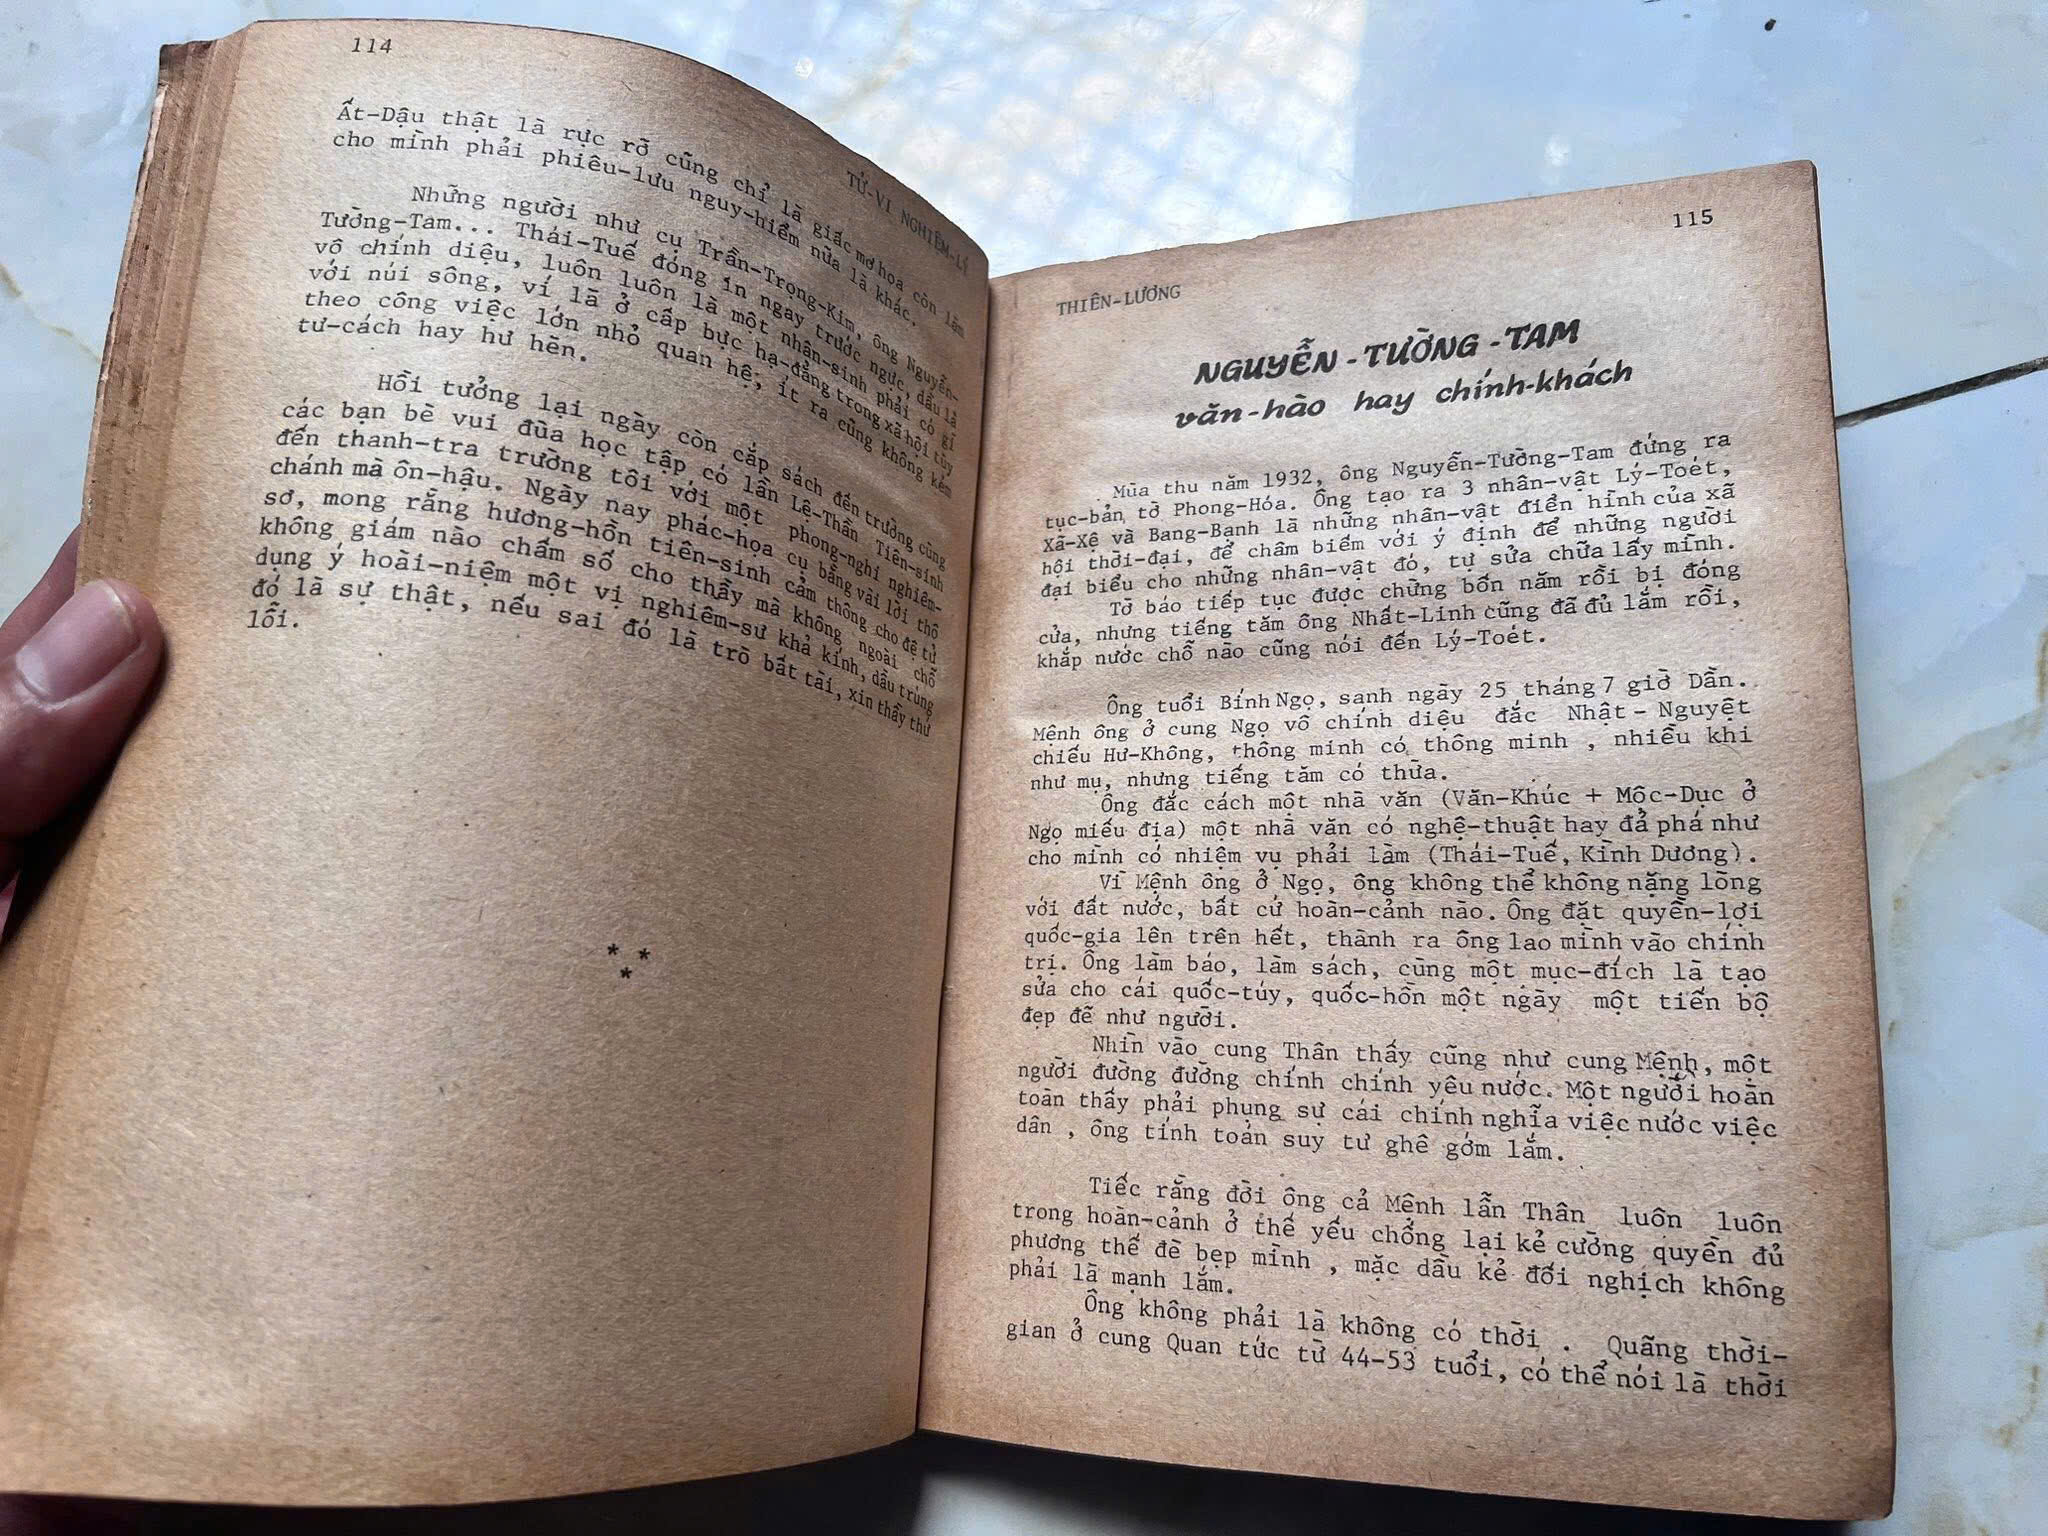 114
TỬ-VI NGHIỆM-LÝ
Ất-Dậu thật là rực rỡ cũng chỉ là giấc mơ hoa còn làm
cho mình phải phiêu-lưu nguy-hiểm nữa là khác.
Những người như cụ Trần-Trọng-Kim, ông Nguyễn-
Tường-Tam... Thái-Tuế đóng ín ngay trước ngực, dầu là
vô chính diệu, luôn luôn là một nhân-sinh phải có gì
với núi sông, ví là ở cấp bực hạ-đẳng trong xã hội tùy
theo công việc lớn nhỏ quan hệ, ít ra cũng không kém
tư-cách hay hư hèn.
Hồi tưởng lại ngày còn cắp sách đến trường cùng
các bạn bè vui đùa học tập có lần Lệ-Thần Tiên-sinh
đến thanh-tra trường tôi với một phong-nghi nghiêm-
chánh mà ôn-hậu. Ngày nay phác-họa cụ bằng vài lời thô
sơ, mong rằng hương-hồn tiên-sinh cảm thông cho đệ tử
không giám nào chấm số cho thầy mà không ngoài chỗ
dụng ý hoài-niệm một vị nghiêm-sư khả kính, dầu trúng
đó là sự thật, nếu sai đó là trò bất tài, xin thầy thứ
lỗi.
* *
*
115
THIÊN-LƯƠNG
NGUYỄN-TƯỜNG-TAM
văn-hào hay chính-khách
Mùa thu năm 1932, ông Nguyễn-Tường-Tam đứng ra
tục-bản tờ Phong-Hóa. Ông tạo ra 3 nhân-vật Lý-Toét,
Xã-Xệ và Bang-Bạnh là những nhân-vật điển hình của xã
hội thời-đại, để châm biếm với ý định để những người
đại biểu cho những nhân-vật đó, tự sửa chữa lấy mình.
Tờ báo tiếp tục được chừng bốn năm rồi bị đóng
cửa, nhưng tiếng tăm ông Nhất-Linh cũng đã đủ lắm rồi,
khắp nước chỗ nào cũng nói đến Lý-Toét.
Ông tuổi Bính Ngọ, sanh ngày 25 tháng 7 giờ Dần.
Mệnh ông ở cung Ngọ vô chính diệu đắc Nhật - Nguyệt
chiếu Hư-Không, thông minh có thông minh , nhiều khi
như mụ, nhưng tiếng tăm có thừa.
Ông đắc cách một nhà văn (Văn-Khúc + Mộc-Dục ở
Ngọ miếu địa) một nhà văn có nghệ-thuật hay đả phá như
cho mình có nhiệm vụ phải làm (Thái-Tuế, Kình Dương).
Vì Mệnh ông ở Ngọ, ông không thể không nặng lòng
với đất nước, bất cứ hoàn-cảnh nào. Ông đặt quyền-lợi
quốc-gia lên trên hết, thành ra ông lao mình vào chính
trị. Ông làm báo, làm sách, cùng một mục-đích là tạo
sửa cho cái quốc-túy, quốc-hồn một ngày một tiến bộ
đẹp đẽ như người.
Nhìn vào cung Thân thấy cũng như cung Mệnh, một
người đường đường chính chính yêu nước. Một người hoàn
toàn thấy phải phụng sự cái chính nghĩa việc nước việc
dân , ông tính toán suy tư ghê gớm lắm.
Tiếc rằng đời ông cả Mệnh lẫn Thân luôn luôn
trong hoàn-cảnh ở thế yếu chống lại kẻ cường quyền đủ
phương thế đè bẹp mình , mặc dầu kẻ đối nghịch không
phải là mạnh lắm.
Ông không phải là không có thời . Quãng thời-
gian ở cung Quan tức từ 44-53 tuổi, có thể nói là thời